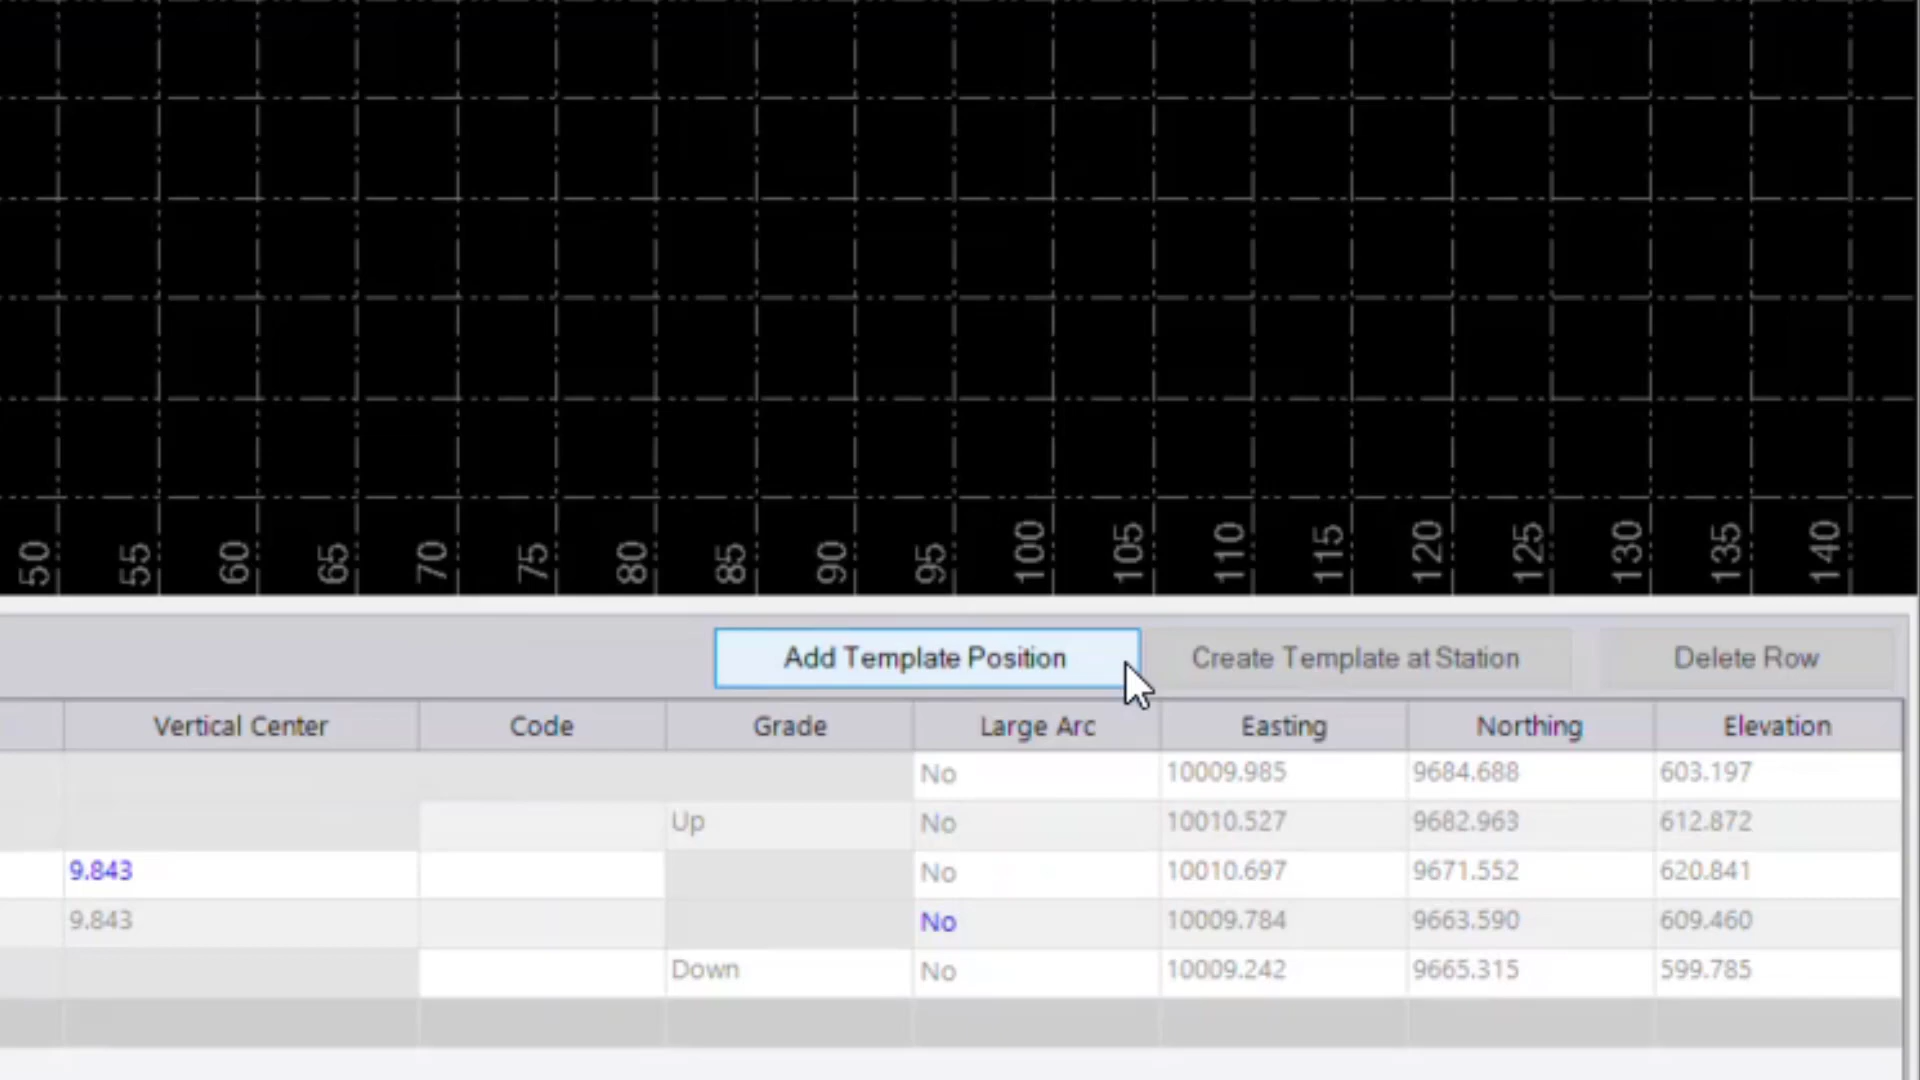 50 55 60 65 70 75 80 85 90 95 100 105 110 115 120 125 130 135 140
Add Template Position Create Template at Station Delete Row
Vertical Center Code Grade Large Arc Easting Northing Elevation
No 10009.985 9684.688 603.197
Up No 10010.527 9682.963 612.872
9.843 No 10010.697 9671.552 620.841
9.843 No 10009.784 9663.590 609.460
Down No 10009.242 9665.315 599.785